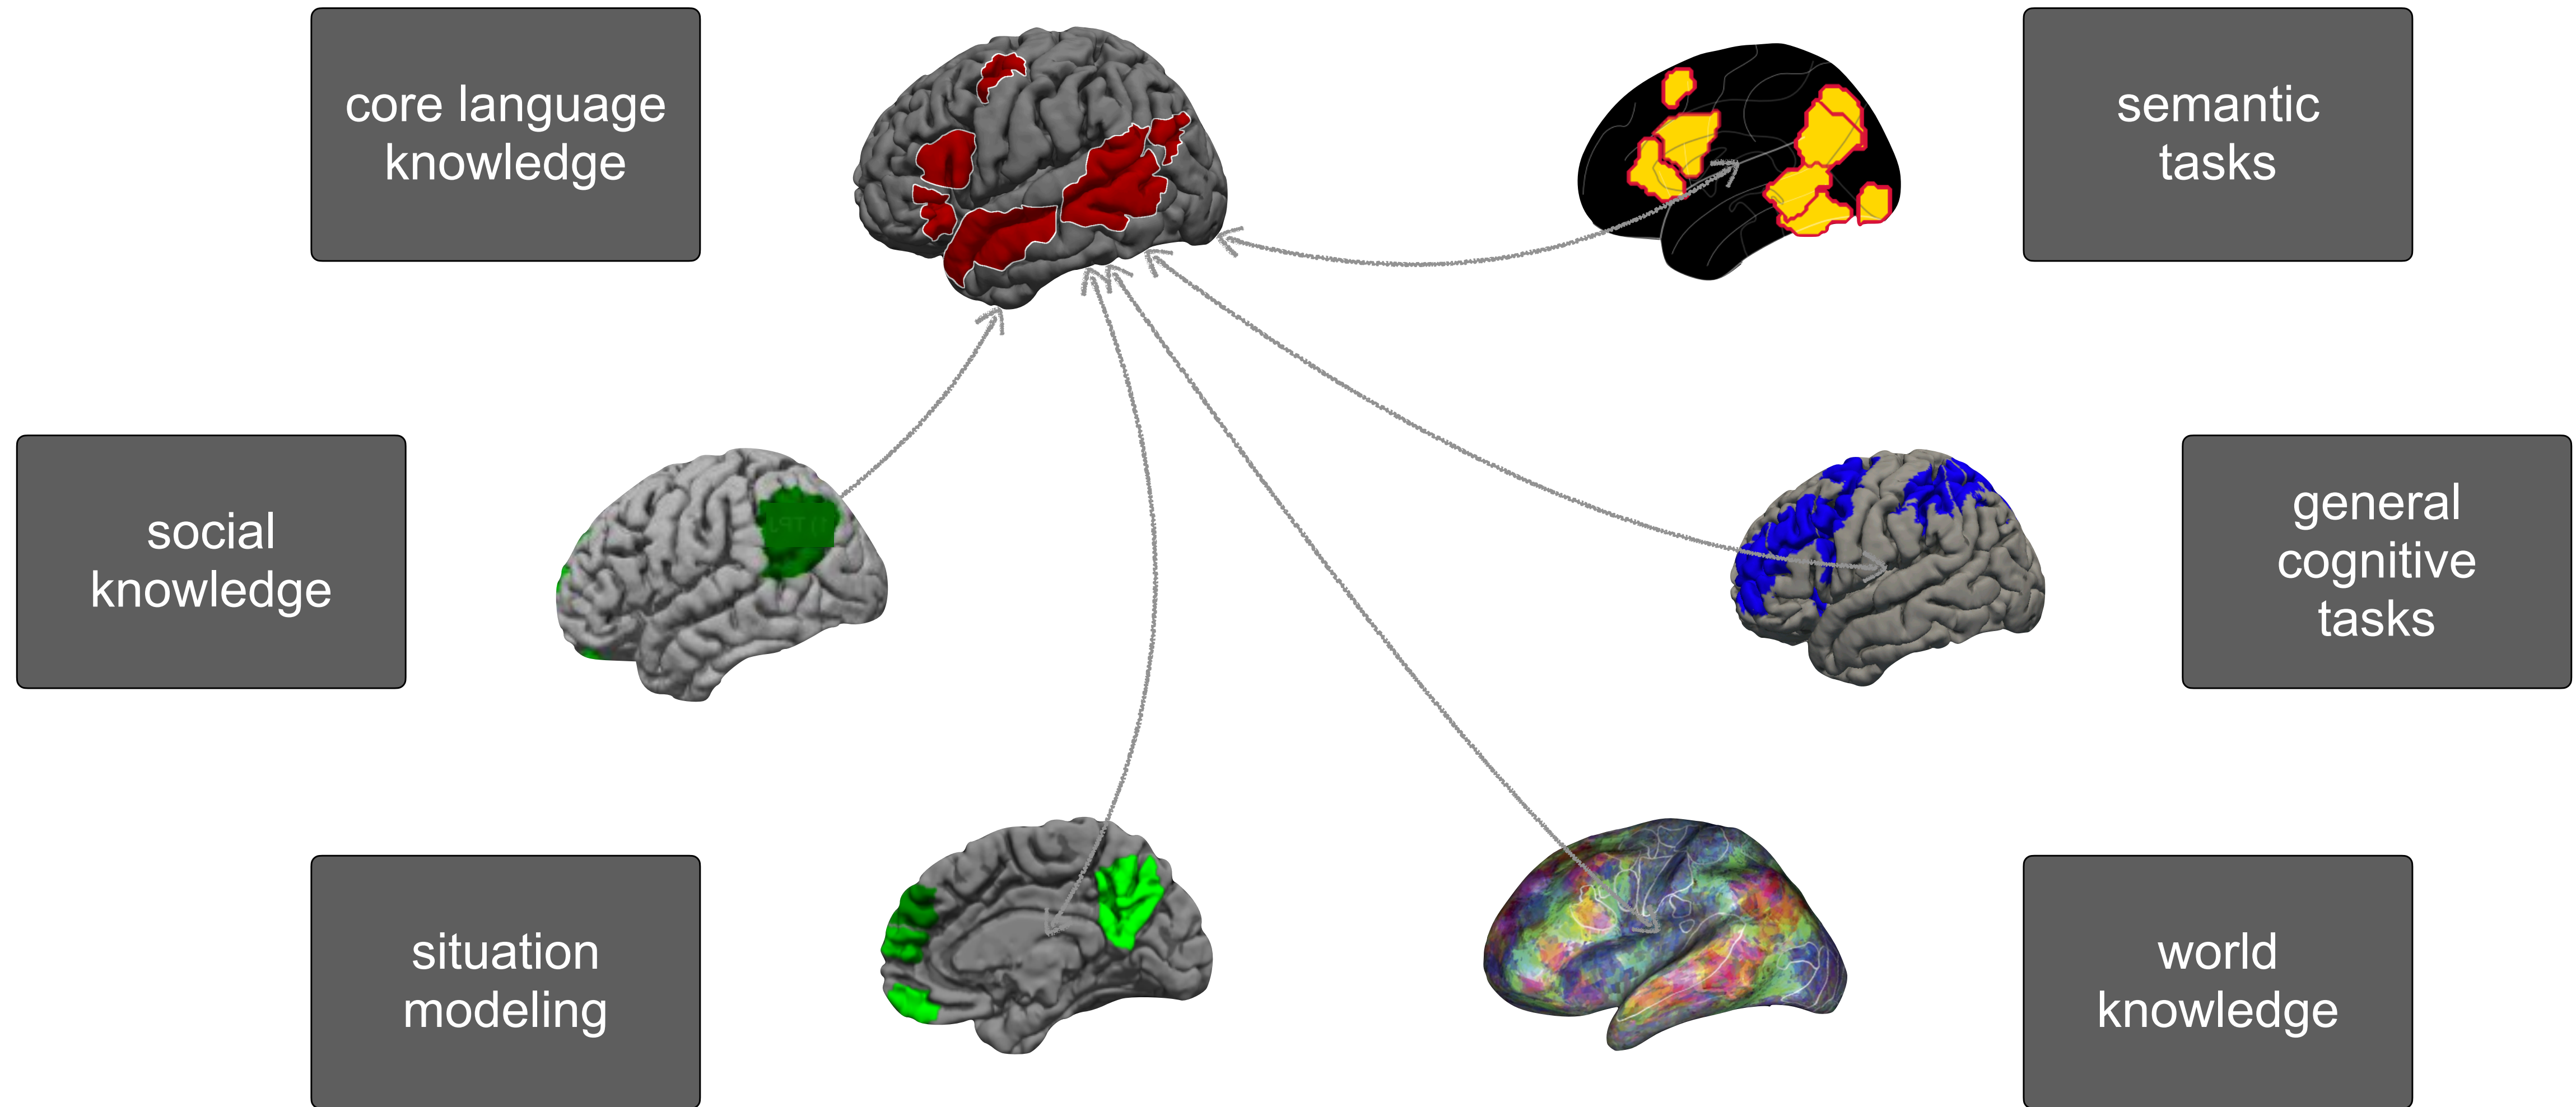 core language
knowledge
semantic
tasks
social
knowledge
general
cognitive
tasks
situation
modeling
world
knowledge